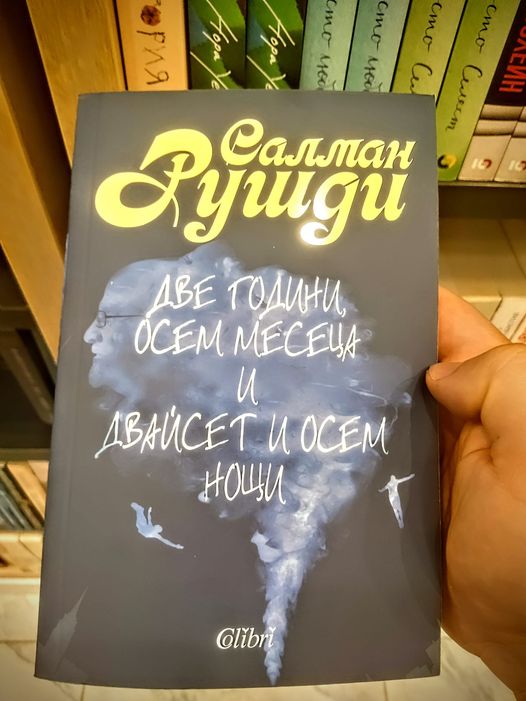 Салман
Рушди
ДВЕ ГОДИНИ,
ОСЕМ МЕСЕЦА
И
ДВАЙСЕТ И ОСЕМ
НОЩИ
Colibri